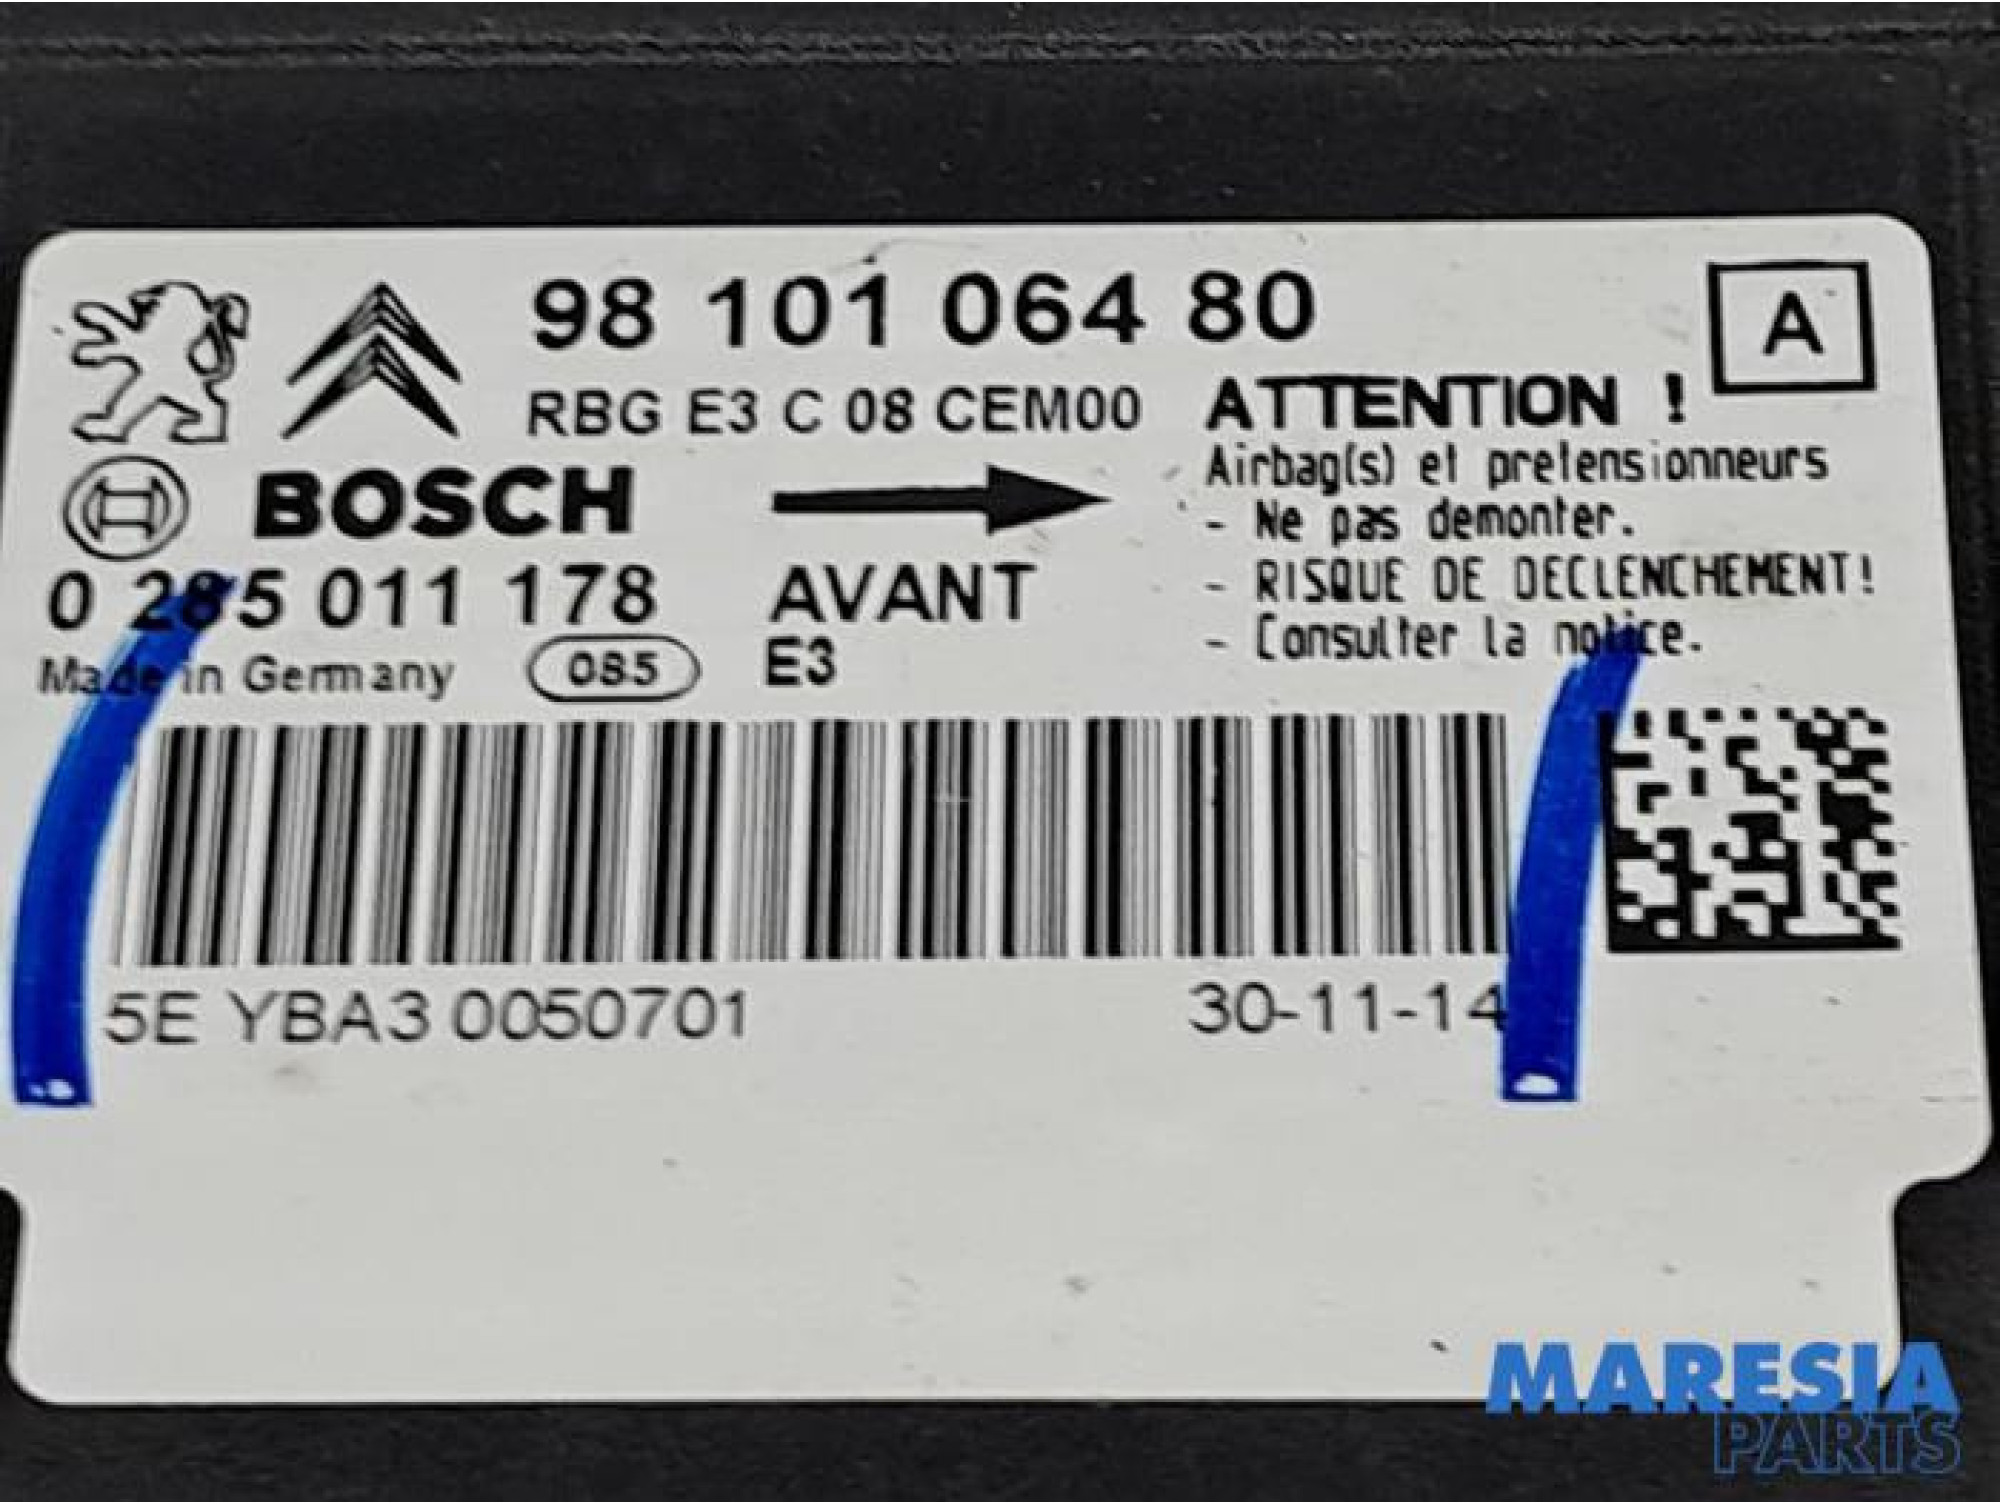 98 101 064 80
A
RBG E3 C 08 CEM00
BOSCH
0 285 011 178
Made in Germany
085
AVANT
E3
ATTENTION !
Airbag(s) et pretensionneurs
- Ne pas demonter.
- RISQUE DE DECLENCHEMENT!
- Consulter la notice.
5E YBA3 0050701
30-11-14
MARESIA
PARTS